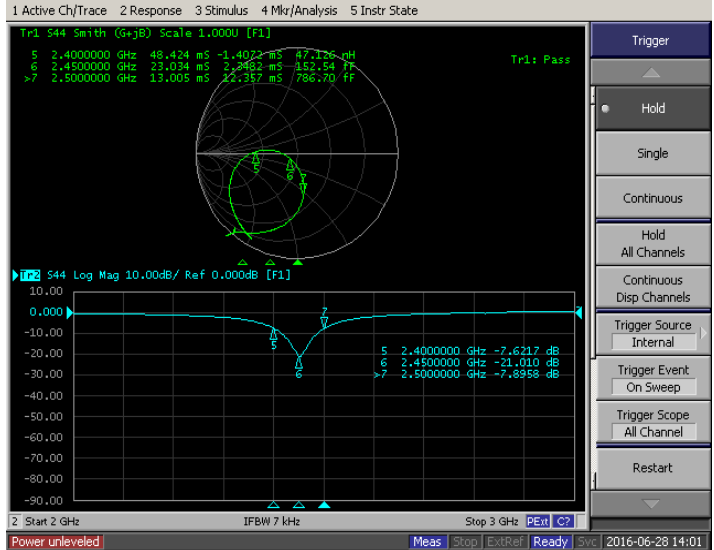 1 Active Ch/Trace 2 Response 3 Stimulus 4 Mkr/Analysis 5 Instr State
Tr1 S44 Smith (G+jB) Scale 1.000U [F1]
5 2.4000000 GHz 48.424 mS -1.4072 mS 47.126 nH
6 2.4500000 GHz 23.034 mS 2.3482 mS 152.54 fF
>7 2.5000000 GHz 13.005 mS 12.357 mS 786.70 fF
Tr1: Pass
5
6
7
Tr2 S44 Log Mag 10.00dB/ Ref 0.000dB [F1]
10.00
0.000
-10.00
-20.00
-30.00
-40.00
-50.00
-60.00
-70.00
-80.00
-90.00
7
5
6
5 2.4000000 GHz -7.6217 dB
6 2.4500000 GHz -21.010 dB
>7 2.5000000 GHz -7.8958 dB
2 Start 2 GHz IFBW 7 kHz Stop 3 GHz PExt C?
Power unleveled Meas Stop ExtRef Ready Svc 2016-06-28 14:01
Trigger
Hold
Single
Continuous
Hold
All Channels
Continuous
Disp Channels
Trigger Source
Internal
Trigger Event
On Sweep
Trigger Scope
All Channel
Restart